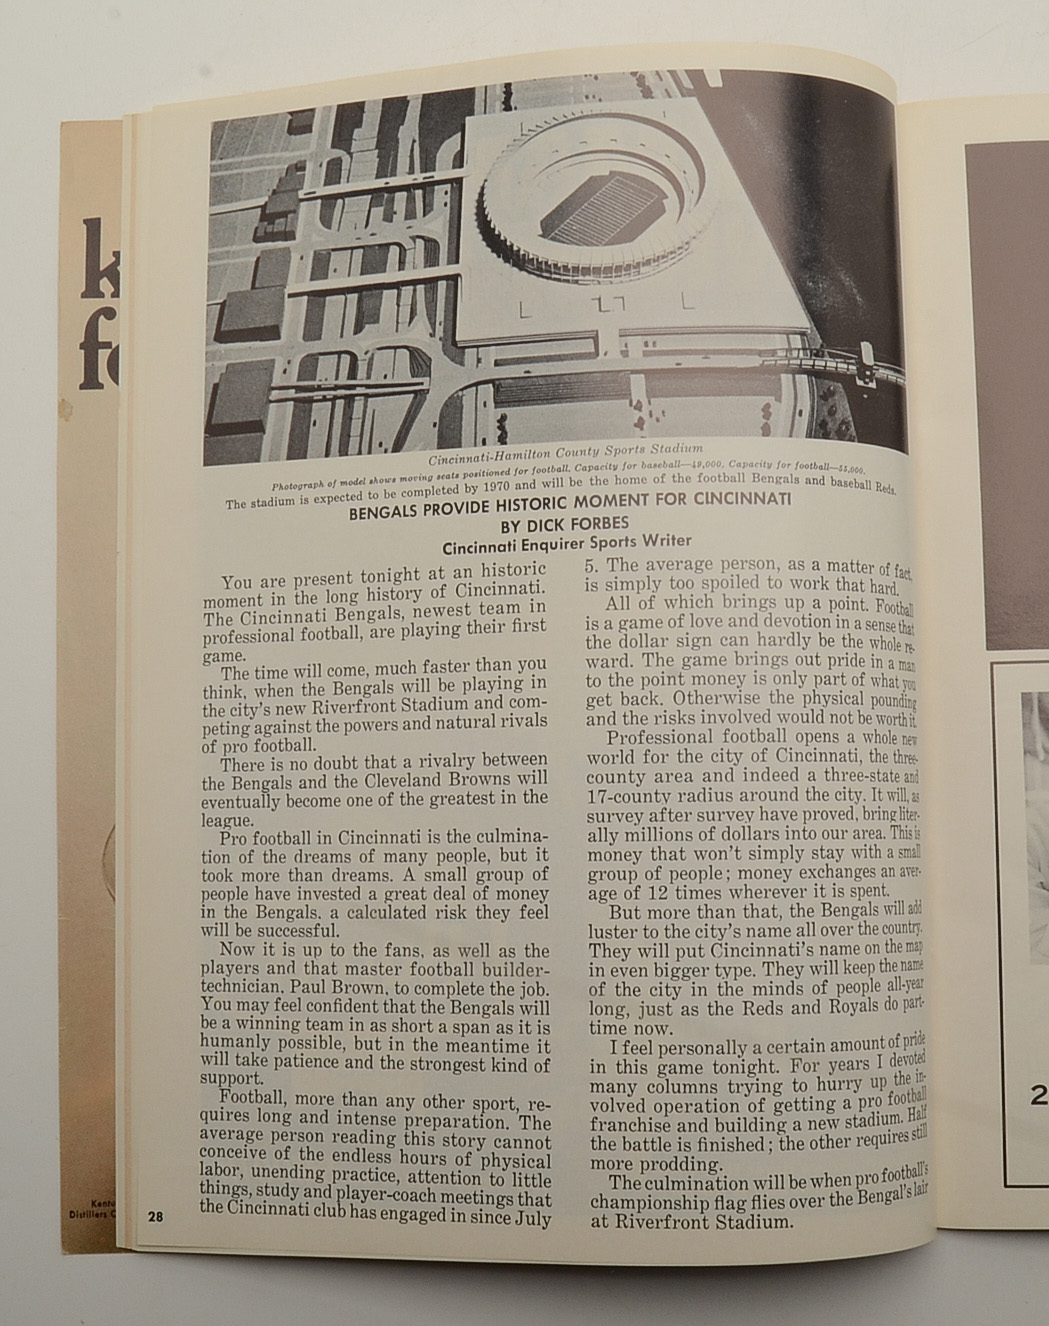 k
f
Kent
Distillers C
Cincinnati-Hamilton County Sports Stadium
Photograph of model shows moving seats positioned for football. Capacity for baseball—49,000, Capacity for football—55,000.
The stadium is expected to be completed by 1970 and will be the home of the football Bengals and baseball Reds.
BENGALS PROVIDE HISTORIC MOMENT FOR CINCINNATI
BY DICK FORBES
Cincinnati Enquirer Sports Writer
You are present tonight at an historic
moment in the long history of Cincinnati.
The Cincinnati Bengals, newest team in
professional football, are playing their first
game.
The time will come, much faster than you
think, when the Bengals will be playing in
the city's new Riverfront Stadium and com-
peting against the powers and natural rivals
of pro football.
There is no doubt that a rivalry between
the Bengals and the Cleveland Browns will
eventually become one of the greatest in the
league.
Pro football in Cincinnati is the culmina-
tion of the dreams of many people, but it
took more than dreams. A small group of
people have invested a great deal of money
in the Bengals, a calculated risk they feel
will be successful.
Now it is up to the fans, as well as the
players and that master football builder-
technician, Paul Brown, to complete the job.
You may feel confident that the Bengals will
be a winning team in as short a span as it is
humanly possible, but in the meantime it
will take patience and the strongest kind of
support.
Football, more than any other sport, re-
quires long and intense preparation. The
average person reading this story cannot
conceive of the endless hours of physical
labor, unending practice, attention to little
things, study and player-coach meetings that
the Cincinnati club has engaged in since July
5. The average person, as a matter of fact,
is simply too spoiled to work that hard.
All of which brings up a point. Football
is a game of love and devotion in a sense that
the dollar sign can hardly be the whole re-
ward. The game brings out pride in a man
to the point money is only part of what you
get back. Otherwise the physical pounding
and the risks involved would not be worth it.
Professional football opens a whole new
world for the city of Cincinnati, the three-
county area and indeed a three-state and
17-county radius around the city. It will, as
survey after survey have proved, bring liter-
ally millions of dollars into our area. This is
money that won't simply stay with a small
group of people; money exchanges an aver-
age of 12 times wherever it is spent.
But more than that, the Bengals will add
luster to the city's name all over the country.
They will put Cincinnati's name on the map
in even bigger type. They will keep the name
of the city in the minds of people all-year
long, just as the Reds and Royals do part-
time now.
I feel personally a certain amount of pride
in this game tonight. For years I devoted
many columns trying to hurry up the in-
volved operation of getting a pro football
franchise and building a new stadium. Half
the battle is finished; the other requires still
more prodding.
The culmination will be when pro football's
championship flag flies over the Bengal's lair
at Riverfront Stadium.
28
2